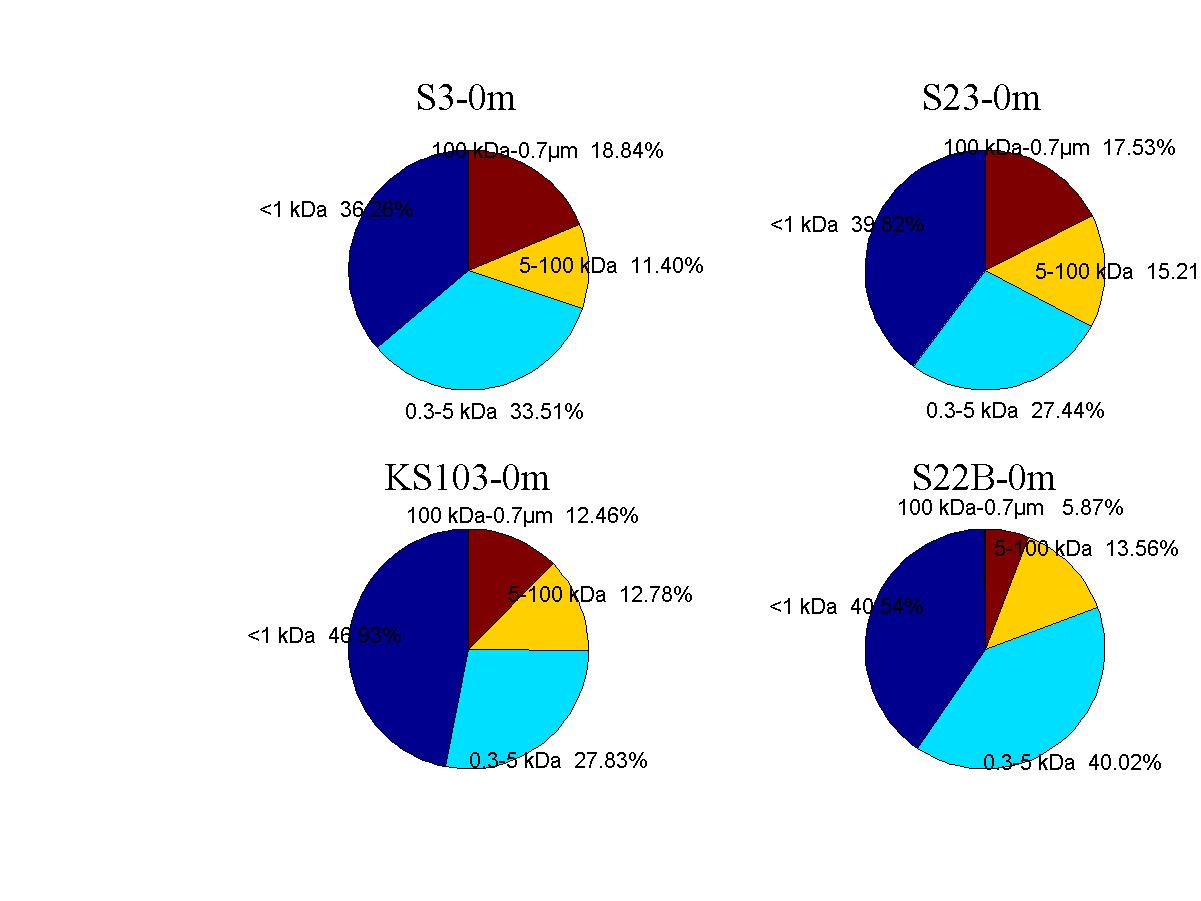 S3-0m
100 kDa-0.7µm 18.84%
<1 kDa 36.26%
5-100 kDa 11.40%
0.3-5 kDa 33.51%
S23-0m
100 kDa-0.7µm 17.53%
<1 kDa 39.82%
5-100 kDa 15.21
0.3-5 kDa 27.44%
KS103-0m
100 kDa-0.7µm 12.46%
5-100 kDa 12.78%
<1 kDa 46.93%
0.3-5 kDa 27.83%
S22B-0m
100 kDa-0.7µm 5.87%
5-100 kDa 13.56%
<1 kDa 40.54%
0.3-5 kDa 40.02%